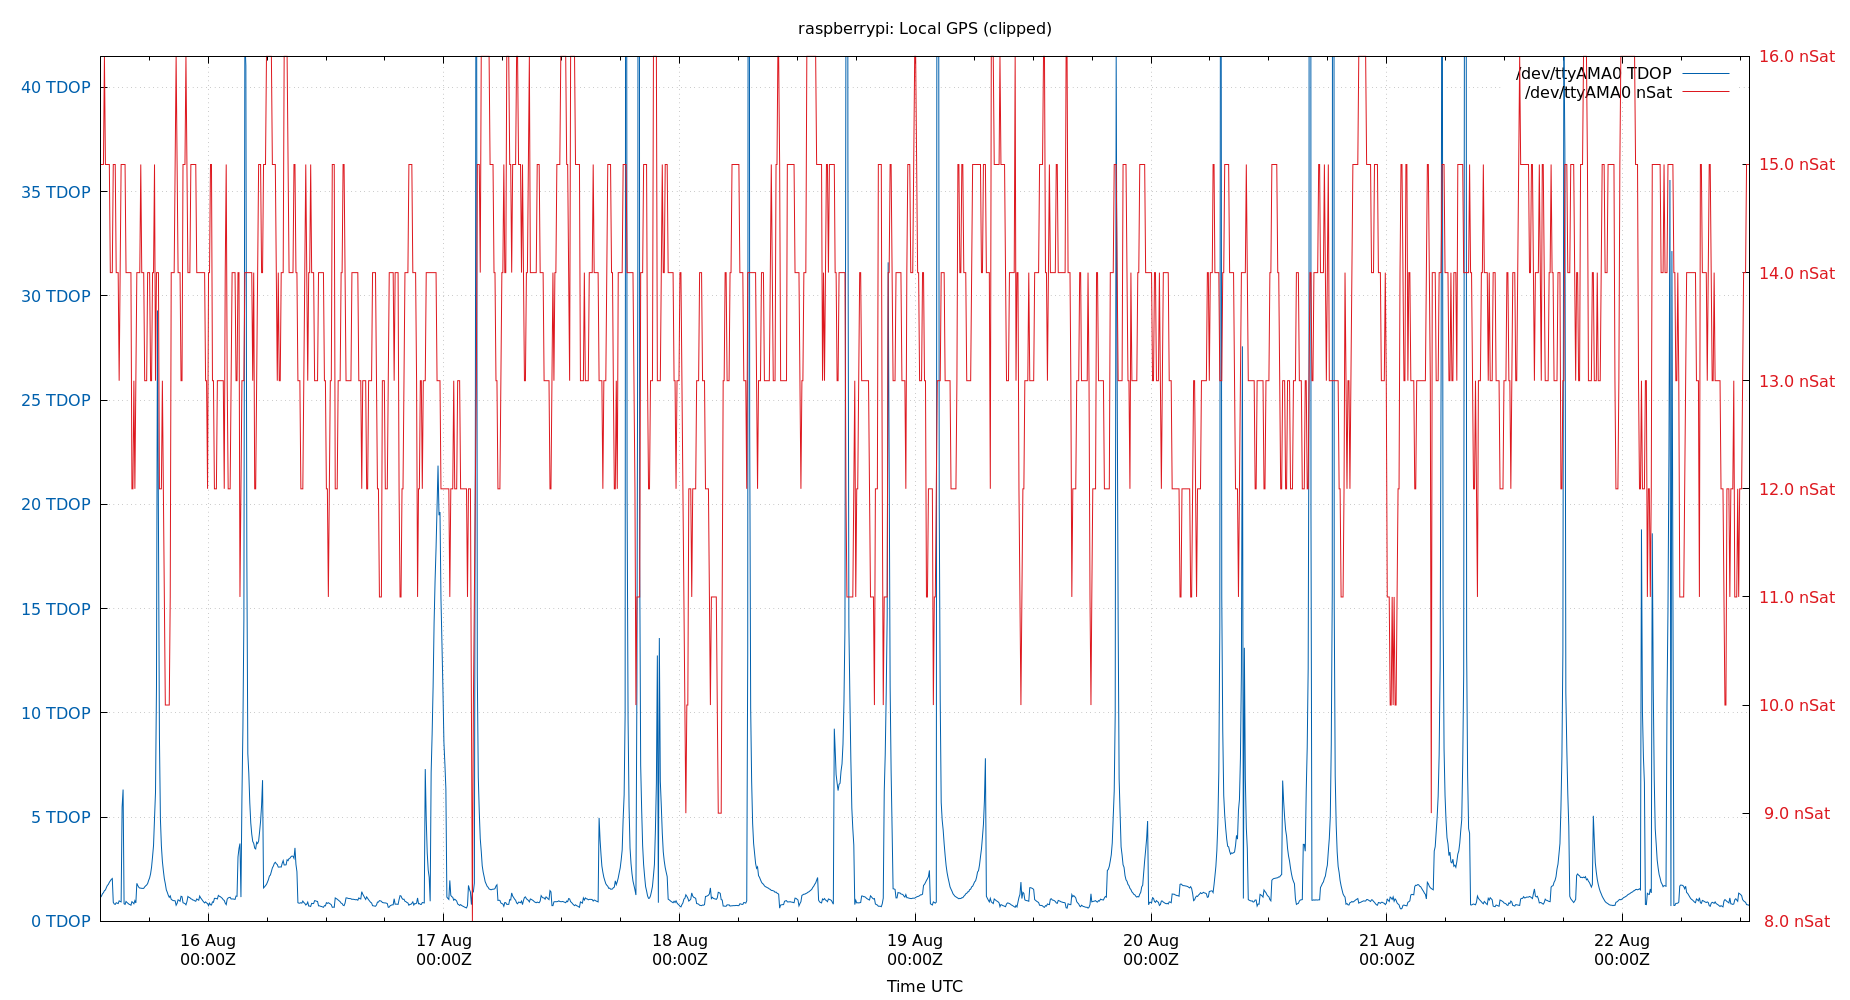 raspberrypi: Local GPS (clipped)
/dev/ttyAMA0 TDOP
/dev/ttyAMA0 nSat
40 TDOP
35 TDOP
30 TDOP
25 TDOP
20 TDOP
15 TDOP
10 TDOP
5 TDOP
0 TDOP
16.0 nSat
15.0 nSat
14.0 nSat
13.0 nSat
12.0 nSat
11.0 nSat
10.0 nSat
9.0 nSat
8.0 nSat
16 Aug
00:00Z
17 Aug
00:00Z
18 Aug
00:00Z
19 Aug
00:00Z
20 Aug
00:00Z
21 Aug
00:00Z
22 Aug
00:00Z
Time UTC